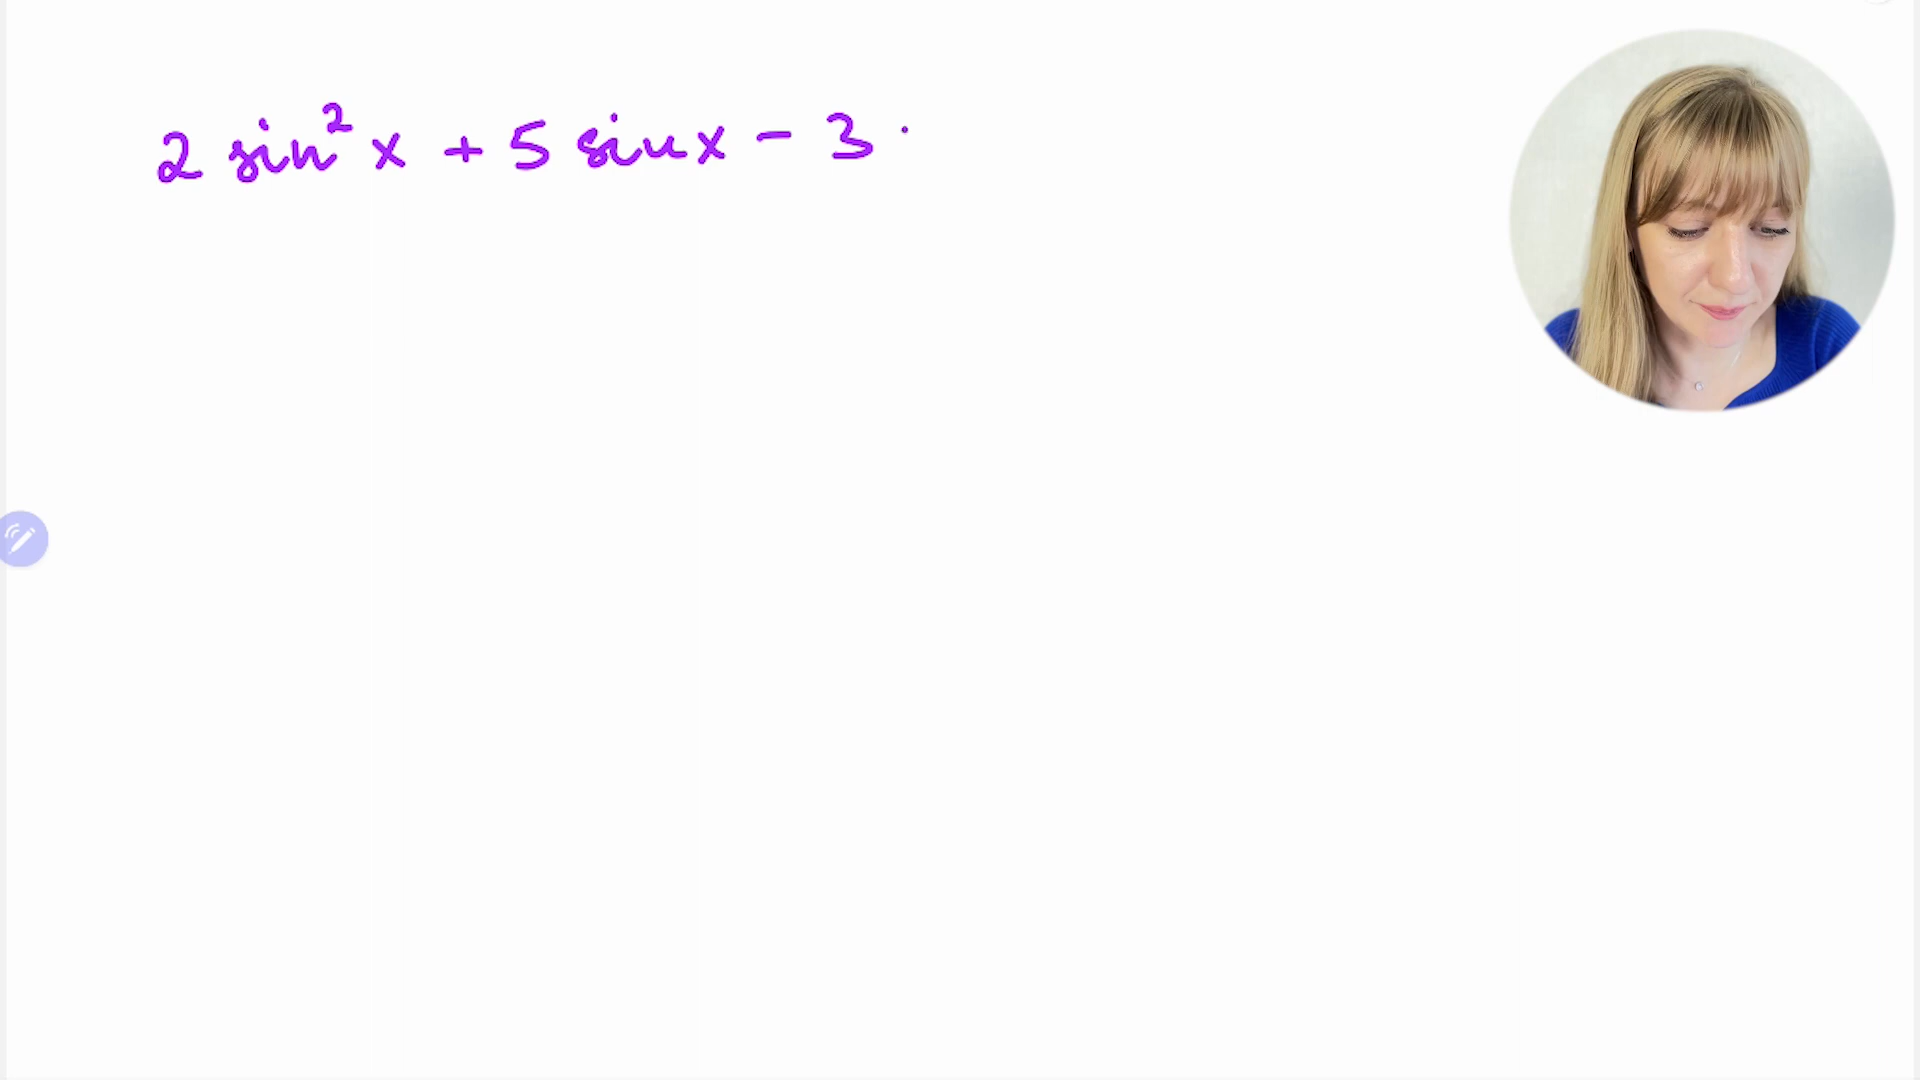 2 sin² x + 5 sin x - 3